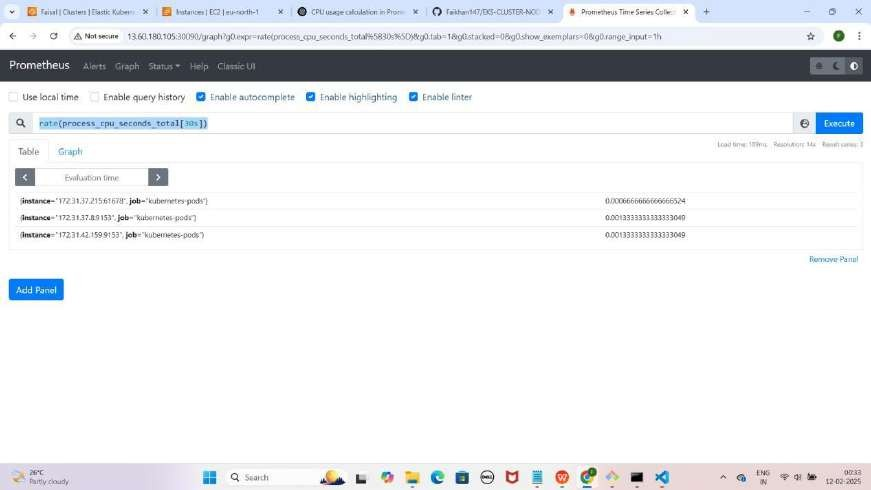 Faisal | Clusters | Elastic Kubern
Instances | EC2 | eu-north-1
CPU usage calculation in Prom
Faikhan147/EKS-CLUSTER-NOD
Prometheus Time Series Collec
Not secure
13.60.180.105:30090/graph?g0.expr=rate(process_cpu_seconds_total%5B30s%5D)&g0.tab=1&g0.stacked=0&g0.show_exemplars=0&g0.range_input=1h
Prometheus Alerts Graph Status Help Classic UI
Use local time Enable query history Enable autocomplete Enable highlighting Enable linter
rate(process_cpu_seconds_total[30s])
Execute
Table Graph
Load time: 109ms Resolution: 14s Result series: 3
Evaluation time
{instance="172.31.37.215:61678", job="kubernetes-pods"} 0.0006666666666666524
{instance="172.31.37.8:9153", job="kubernetes-pods"} 0.0013333333333333049
{instance="172.31.42.159:9153", job="kubernetes-pods"} 0.0013333333333333049
Remove Panel
Add Panel
26°C
Partly cloudy
Search
ENG
IN
00:33
12-02-2025